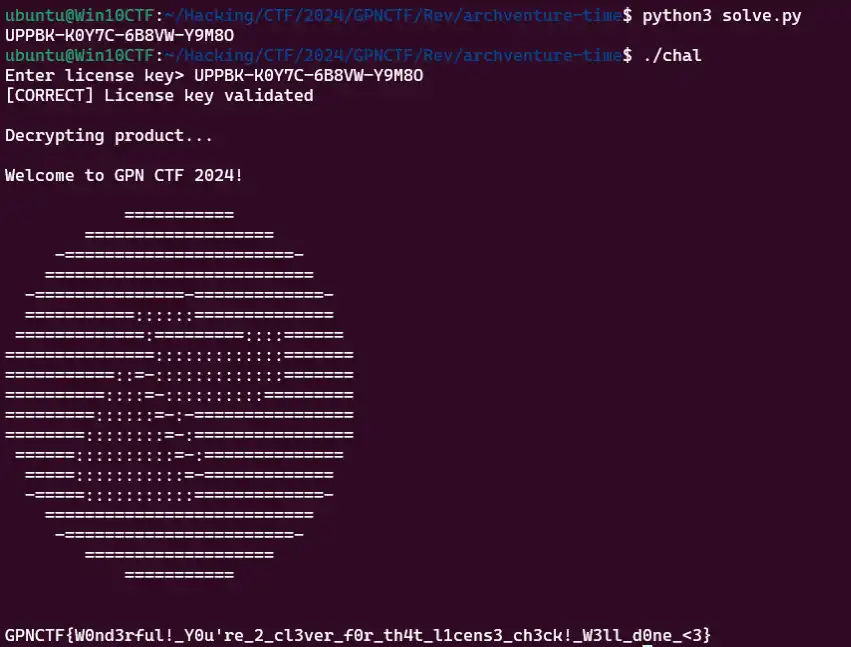 ubuntu@Win10CTF:~/Hacking/CTF/2024/GPNCTF/Rev/archventure-time$ python3 solve.py
UPPBK-K0Y7C-6B8VW-Y9M8O
ubuntu@Win10CTF:~/Hacking/CTF/2024/GPNCTF/Rev/archventure-time$ ./chal
Enter license key> UPPBK-K0Y7C-6B8VW-Y9M8O
[CORRECT] License key validated
Decrypting product...
Welcome to GPN CTF 2024!
GPNCTF{W0nd3rful!_Y0u're_2_cl3ver_f0r_th4t_l1cens3_ch3ck!_W3ll_d0ne_<3}